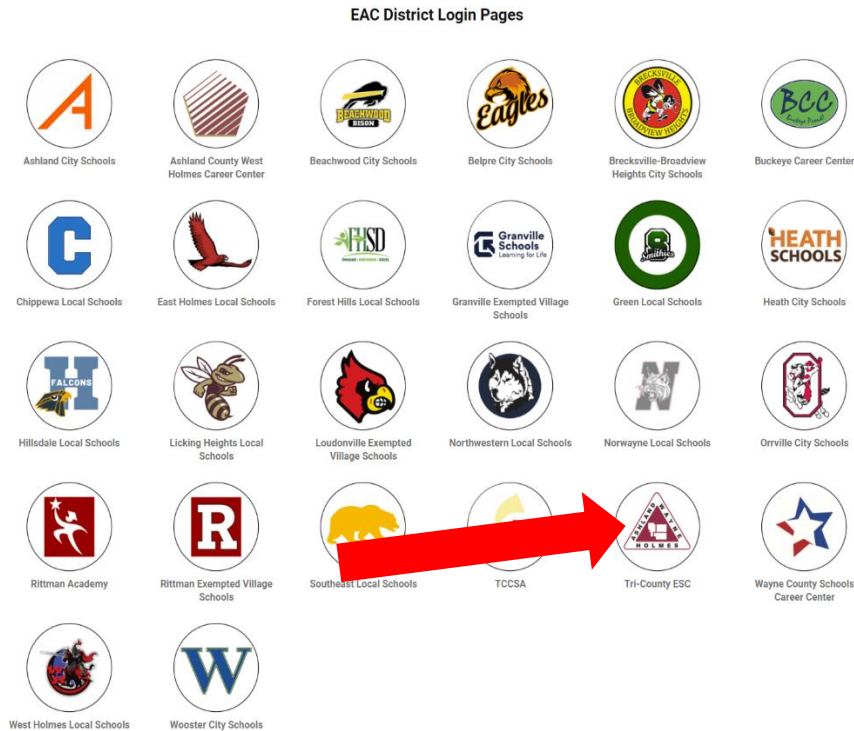 EAC District Login Pages
BEACHWOOD
BISON
Eagles
BRECKSVILLE
BROADVIEW HEIGHTS
BCC
Buckeye Proud!
Ashland City Schools
Ashland County West
Holmes Career Center
Beachwood City Schools
Belpre City Schools
Brecksville-Broadview
Heights City Schools
Buckeye Career Center
C
FHSD
Granville
Schools
Learning for Life
Smithies
HEATH
SCHOOLS
Chippewa Local Schools
East Holmes Local Schools
Forest Hills Local Schools
Granville Exempted Village
Schools
Green Local Schools
Heath City Schools
H
FALCONS
N
O
Hillsdale Local Schools
Licking Heights Local
Schools
Loudonville Exempted
Village Schools
Northwestern Local Schools
Norwayne Local Schools
Orrville City Schools
R
ASHLAND
WAYNE
HOLMES
Rittman Academy
Rittman Exempted Village
Schools
Southeast Local Schools
TCCSA
Tri-County ESC
Wayne County Schools
Career Center
W
West Holmes Local Schools
Wooster City Schools